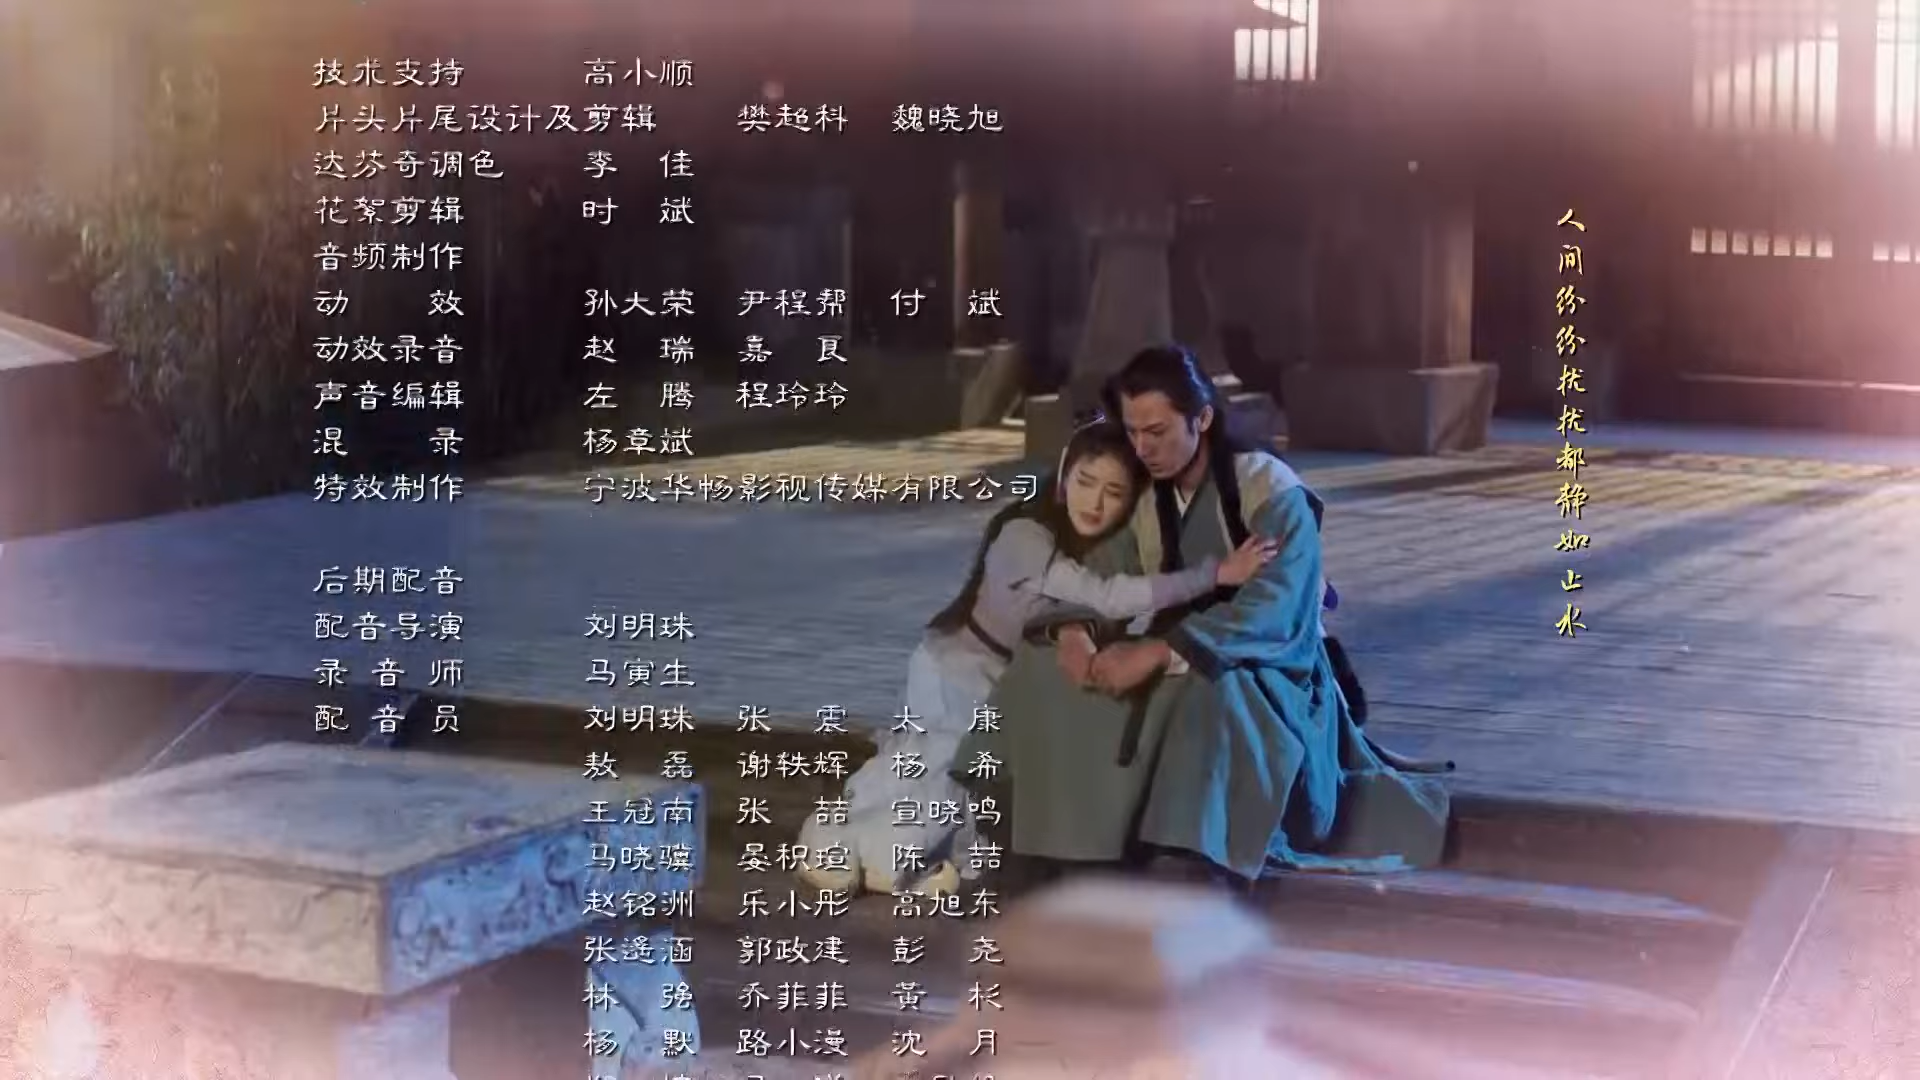 技术支持 高小顺
片头片尾设计及剪辑 樊超科 魏晓旭
达芬奇调色 李佳
花絮剪辑 时斌
音频制作
动效 孙大荣 尹程帮 付斌
动效录音 赵瑞 嘉良
声音编辑 左腾 程玲玲
混录 杨章斌
特效制作 宁波华畅影视传媒有限公司
后期配音
配音导演 刘明珠
录音师 马寅生
配音员 刘明珠 张震 太康
敖磊 谢轶辉 杨希
王冠南 张喆 宣晓鸣
马晓骥 晏积瑄 陈喆
赵铭洲 乐小彤 高旭东
张遥涵 郭政建 彭尧
林强 乔菲菲 黄杉
杨默 路小漫 沈月
人间纷纷扰扰都静如止水